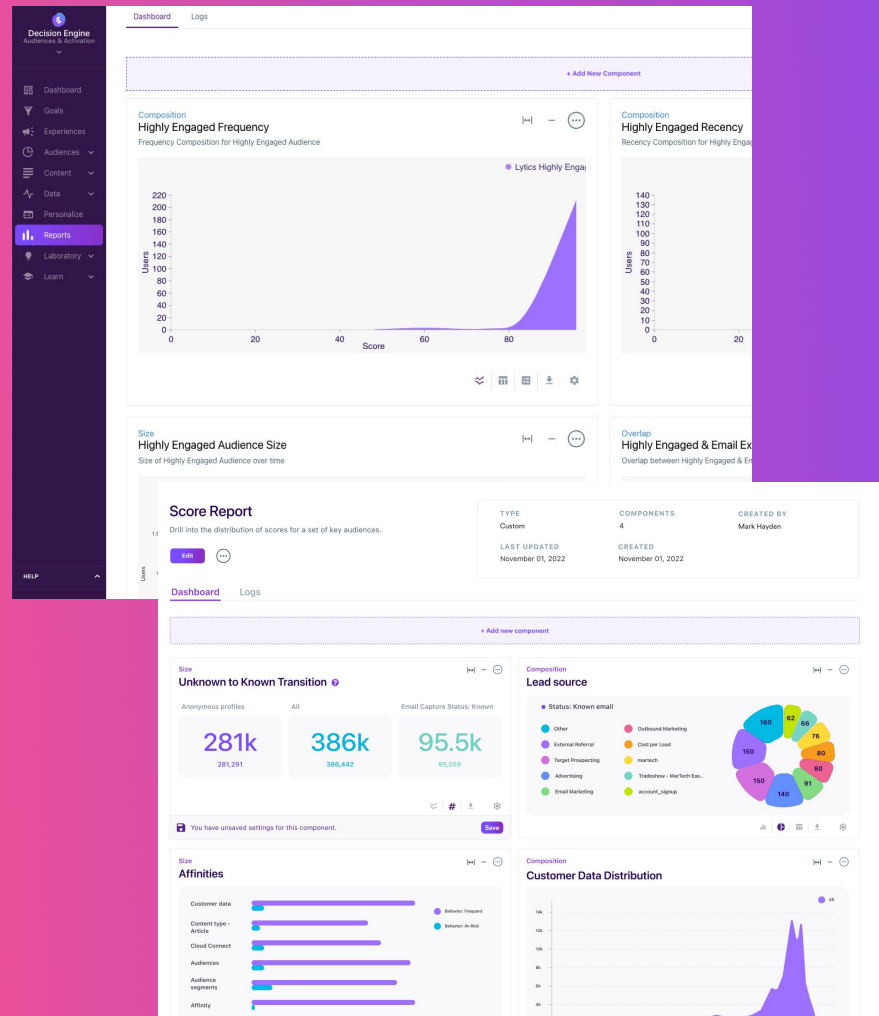 Decision Engine
Audiences & Activation
Dashboard
Goals
Experiences
Audiences
Content
Data
Personalize
Reports
Laboratory
Learn
HELP
Dashboard Logs
+ Add New Component
Composition
Highly Engaged Frequency
Frequency Composition for Highly Engaged Audience
Lytics Highly Engag
220
200
180
160
140
120
100
80
60
40
20
0
Users
0 20 40 60 80
Score
Composition
Highly Engaged Recency
Recency Composition for Highly Engag
140
130
120
110
100
90
80
70
60
50
40
30
20
10
0
Users
0 20
Size
Highly Engaged Audience Size
Size of Highly Engaged Audience over time
1.5
Users
Overlap
Highly Engaged & Email Ex
Overlap between Highly Engaged & Em
Score Report
Drill into the distribution of scores for a set of key audiences.
Edit
TYPE COMPONENTS CREATED BY
Custom 4 Mark Hayden
LAST UPDATED CREATED
November 01, 2022 November 01, 2022
Dashboard Logs
+ Add new component
Size
Unknown to Known Transition
Anonymous profiles All Email Capture Status: Known
281k 386k 95.5k
281,291 386,442 95,559
#
You have unsaved settings for this component.
Save
Composition
Lead source
Status: Known email
Other Outbound Marketing
External Referral Cost per Lead
Target Prospecting martech
Advertising Tradeshow - MarTech Eas..
Email Marketing account_signup
160
62
66
76
80
80
91
140
150
150
Size
Affinities
Customer data
Content type -
Article
Cloud Connect
Audiences
Audience
segments
Affinity
Behavior: Frequent
Behavior: At-Risk
Composition
Customer Data Distribution
All
14k
12k
10k
8k
6k
4k